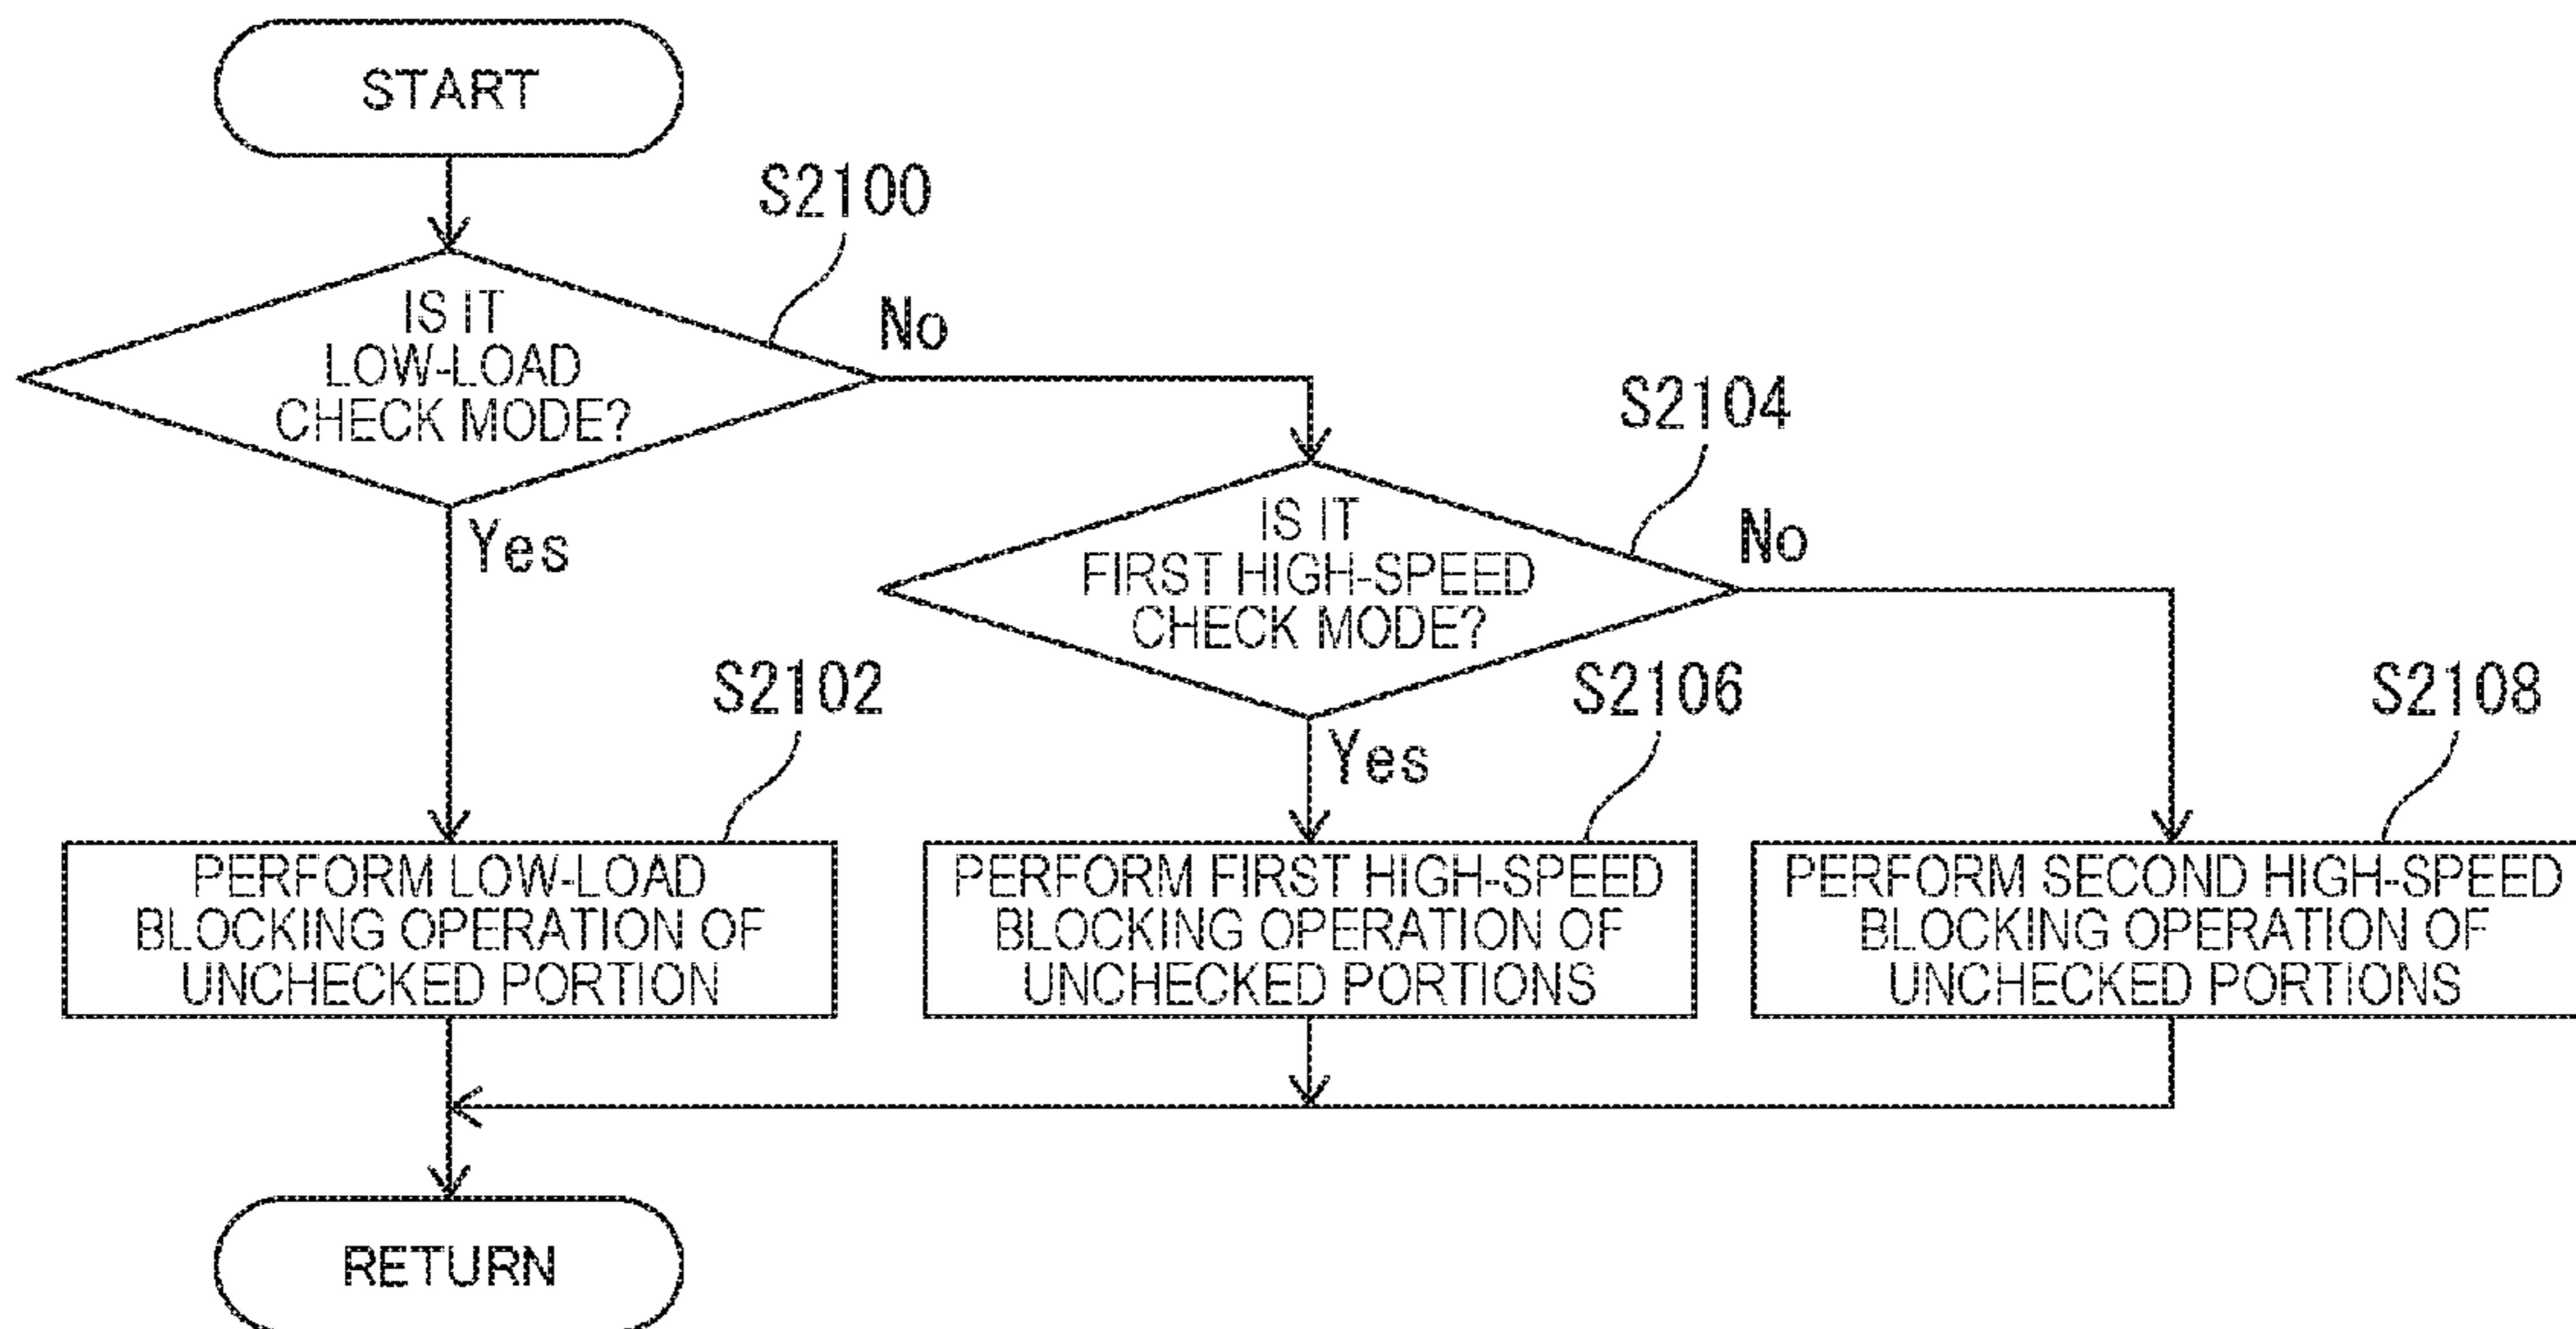 START
S2100
IS IT
LOW-LOAD
CHECK MODE?
No
Yes
S2104
IS IT
FIRST HIGH-SPEED
CHECK MODE?
No
Yes
S2102
PERFORM LOW-LOAD
BLOCKING OPERATION OF
UNCHECKED PORTION
S2106
PERFORM FIRST HIGH-SPEED
BLOCKING OPERATION OF
UNCHECKED PORTIONS
S2108
PERFORM SECOND HIGH-SPEED
BLOCKING OPERATION OF
UNCHECKED PORTIONS
RETURN